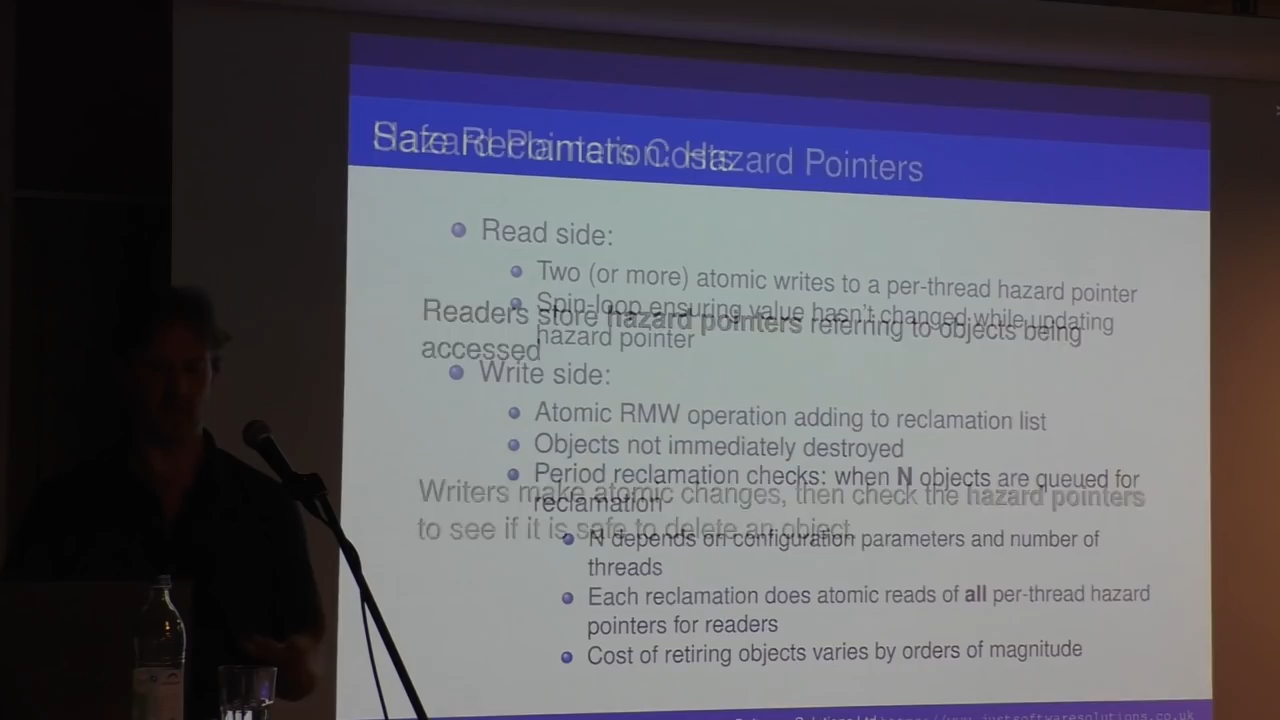 Safe Reclamation: Hazard Pointers
Hazard Pointers Costs
Read side:
Two (or more) atomic writes to a per-thread hazard pointer
Spin-loop ensuring value hasn't changed while updating
Readers store hazard pointers referring to objects being
hazard pointer
accessed
Write side:
Atomic RMW operation adding to reclamation list
Objects not immediately destroyed
Period reclamation checks: when N objects are queued for
Writers make atomic changes, then check the hazard pointers
reclamation
to see if it is safe to delete an object.
N depends on configuration parameters and number of
threads
Each reclamation does atomic reads of all per-thread hazard
pointers for readers
Cost of retiring objects varies by orders of magnitude